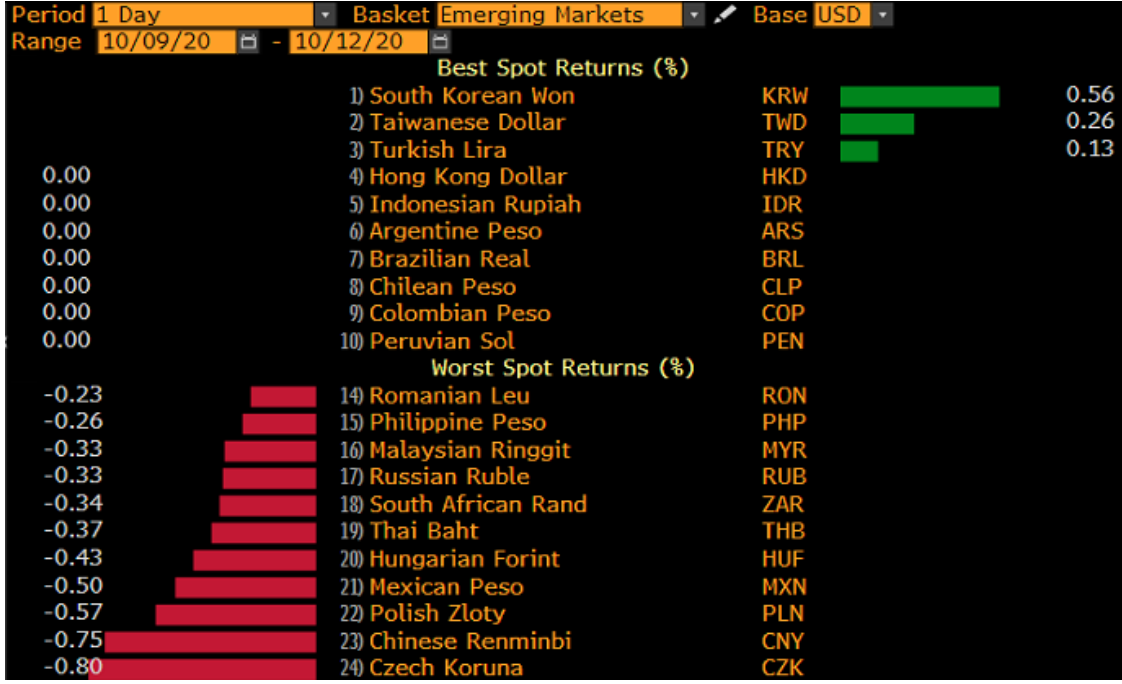 Period 1 Day Basket Emerging Markets Base USD
Range 10/09/20 - 10/12/20
Best Spot Returns (%)
1) South Korean Won KRW 0.56
2) Taiwanese Dollar TWD 0.26
3) Turkish Lira TRY 0.13
0.00 4) Hong Kong Dollar HKD
0.00 5) Indonesian Rupiah IDR
0.00 6) Argentine Peso ARS
0.00 7) Brazilian Real BRL
0.00 8) Chilean Peso CLP
0.00 9) Colombian Peso COP
0.00 10) Peruvian Sol PEN
Worst Spot Returns (%)
-0.23 14) Romanian Leu RON
-0.26 15) Philippine Peso PHP
-0.33 16) Malaysian Ringgit MYR
-0.33 17) Russian Ruble RUB
-0.34 18) South African Rand ZAR
-0.37 19) Thai Baht THB
-0.43 20) Hungarian Forint HUF
-0.50 21) Mexican Peso MXN
-0.57 22) Polish Zloty PLN
-0.75 23) Chinese Renminbi CNY
-0.80 24) Czech Koruna CZK